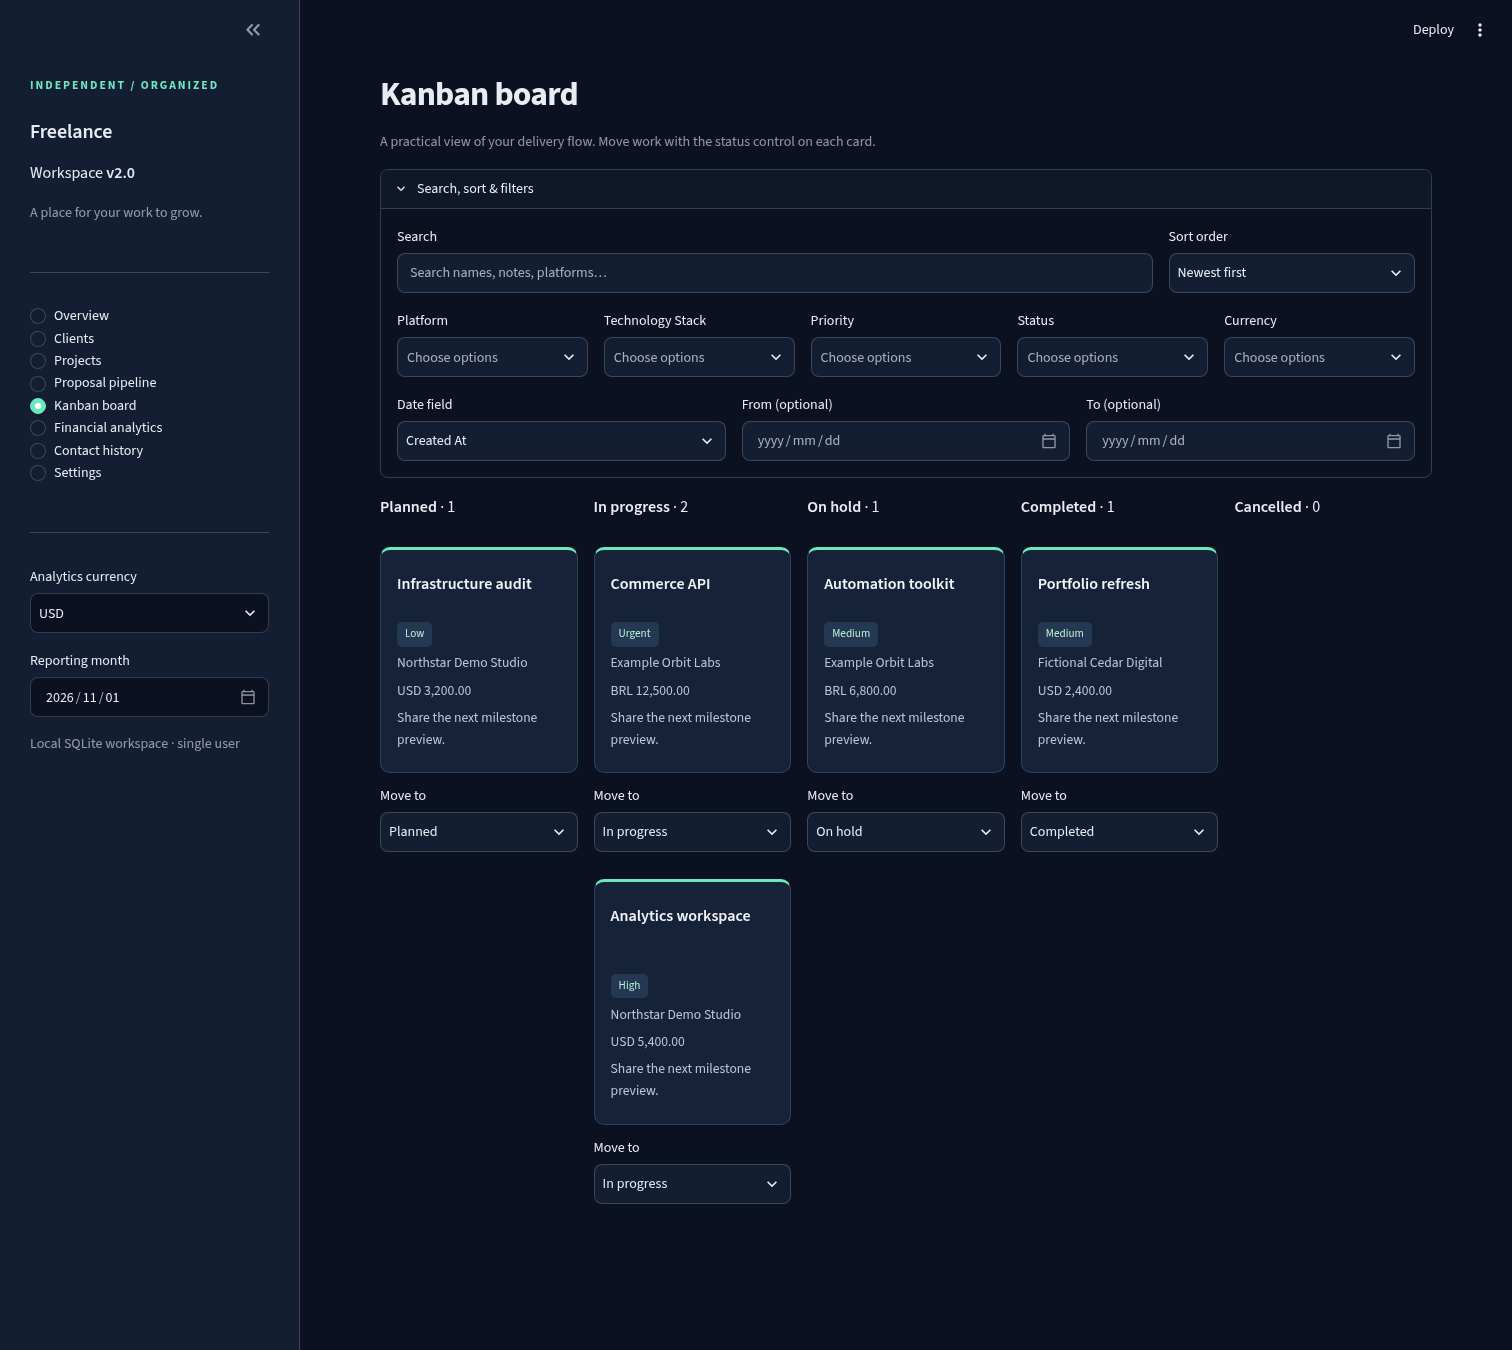 Deploy
INDEPENDENT / ORGANIZED
Freelance
Workspace v2.0
A place for your work to grow.
Overview
Clients
Projects
Proposal pipeline
Kanban board
Financial analytics
Contact history
Settings
Analytics currency
USD
Reporting month
2026 / 11 / 01
Local SQLite workspace · single user
Kanban board
A practical view of your delivery flow. Move work with the status control on each card.
Search, sort & filters
Search
Sort order
Search names, notes, platforms…
Newest first
Platform
Technology Stack
Priority
Status
Currency
Choose options
Choose options
Choose options
Choose options
Choose options
Date field
From (optional)
To (optional)
Created At
yyyy / mm / dd
yyyy / mm / dd
Planned · 1
In progress · 2
On hold · 1
Completed · 1
Cancelled · 0
Infrastructure audit
Low
Northstar Demo Studio
USD 3,200.00
Share the next milestone
preview.
Move to
Planned
Commerce API
Urgent
Example Orbit Labs
BRL 12,500.00
Share the next milestone
preview.
Move to
In progress
Analytics workspace
High
Northstar Demo Studio
USD 5,400.00
Share the next milestone
preview.
Move to
In progress
Automation toolkit
Medium
Example Orbit Labs
BRL 6,800.00
Share the next milestone
preview.
Move to
On hold
Portfolio refresh
Medium
Fictional Cedar Digital
USD 2,400.00
Share the next milestone
preview.
Move to
Completed